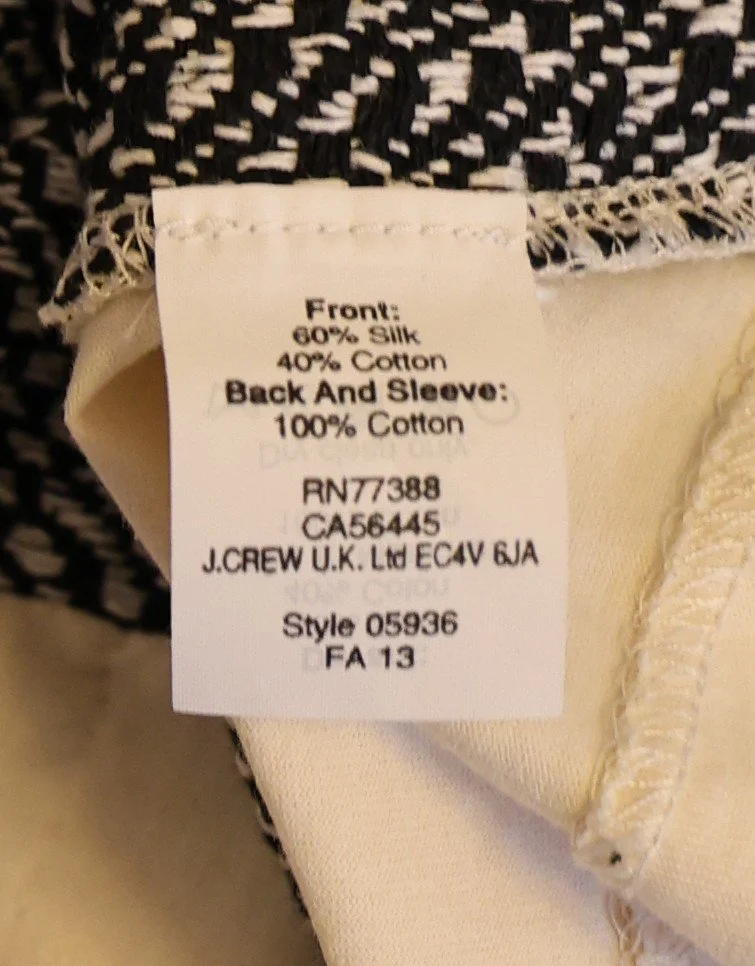 Front:
60% Silk
40% Cotton
Back And Sleeve:
100% Cotton
RN77388
CA56445
J.CREW U.K. Ltd EC4V 6JA
Style 05936
FA 13